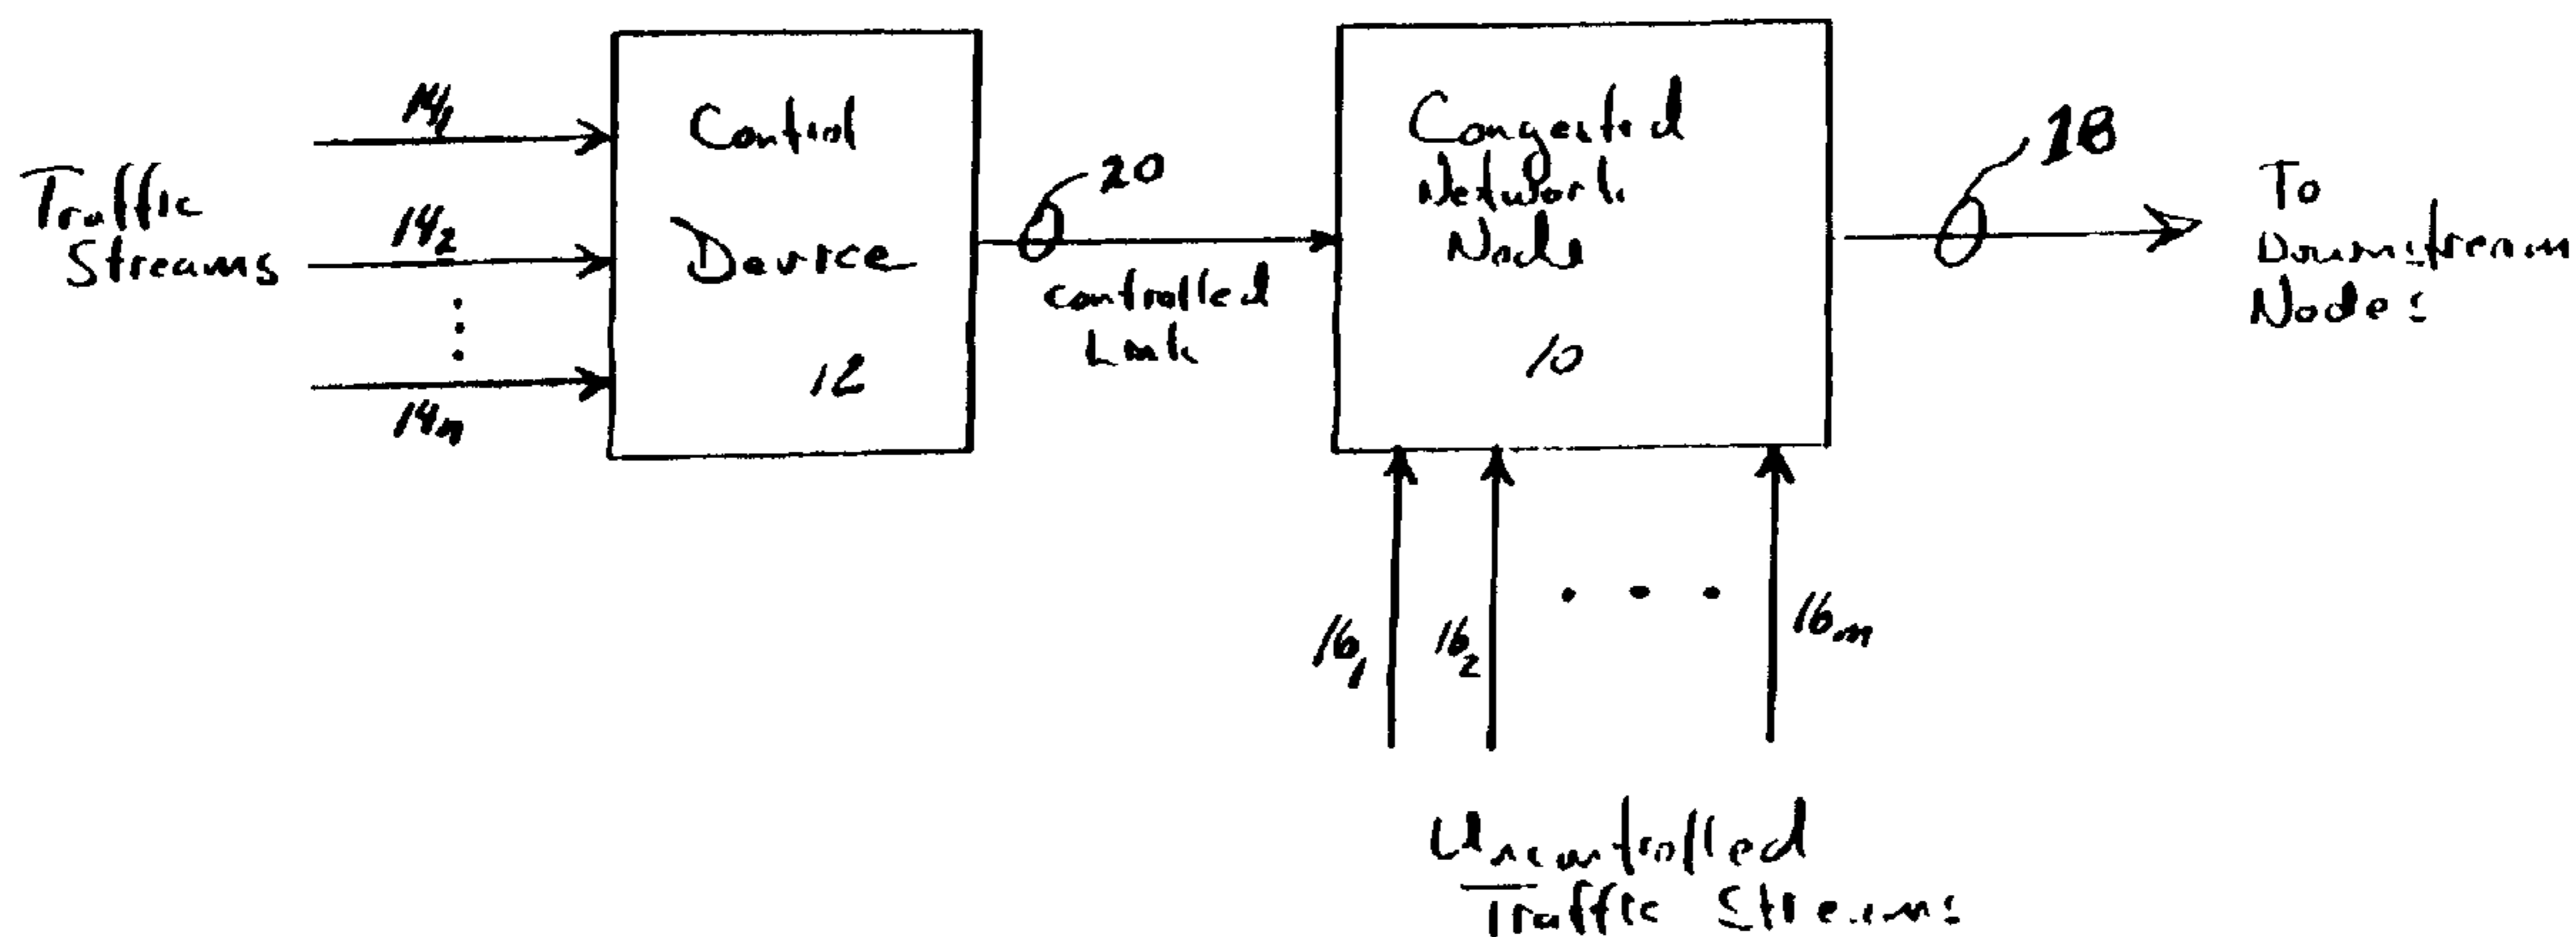 Traffic
Streams
14₁
14₂
14ₙ
Control
Device
12
20
Controlled
Link
Congested
Network
Node
10
18
To
Downstream
Nodes
16₁
16₂
16ₘ
Uncontrolled
Traffic Streams